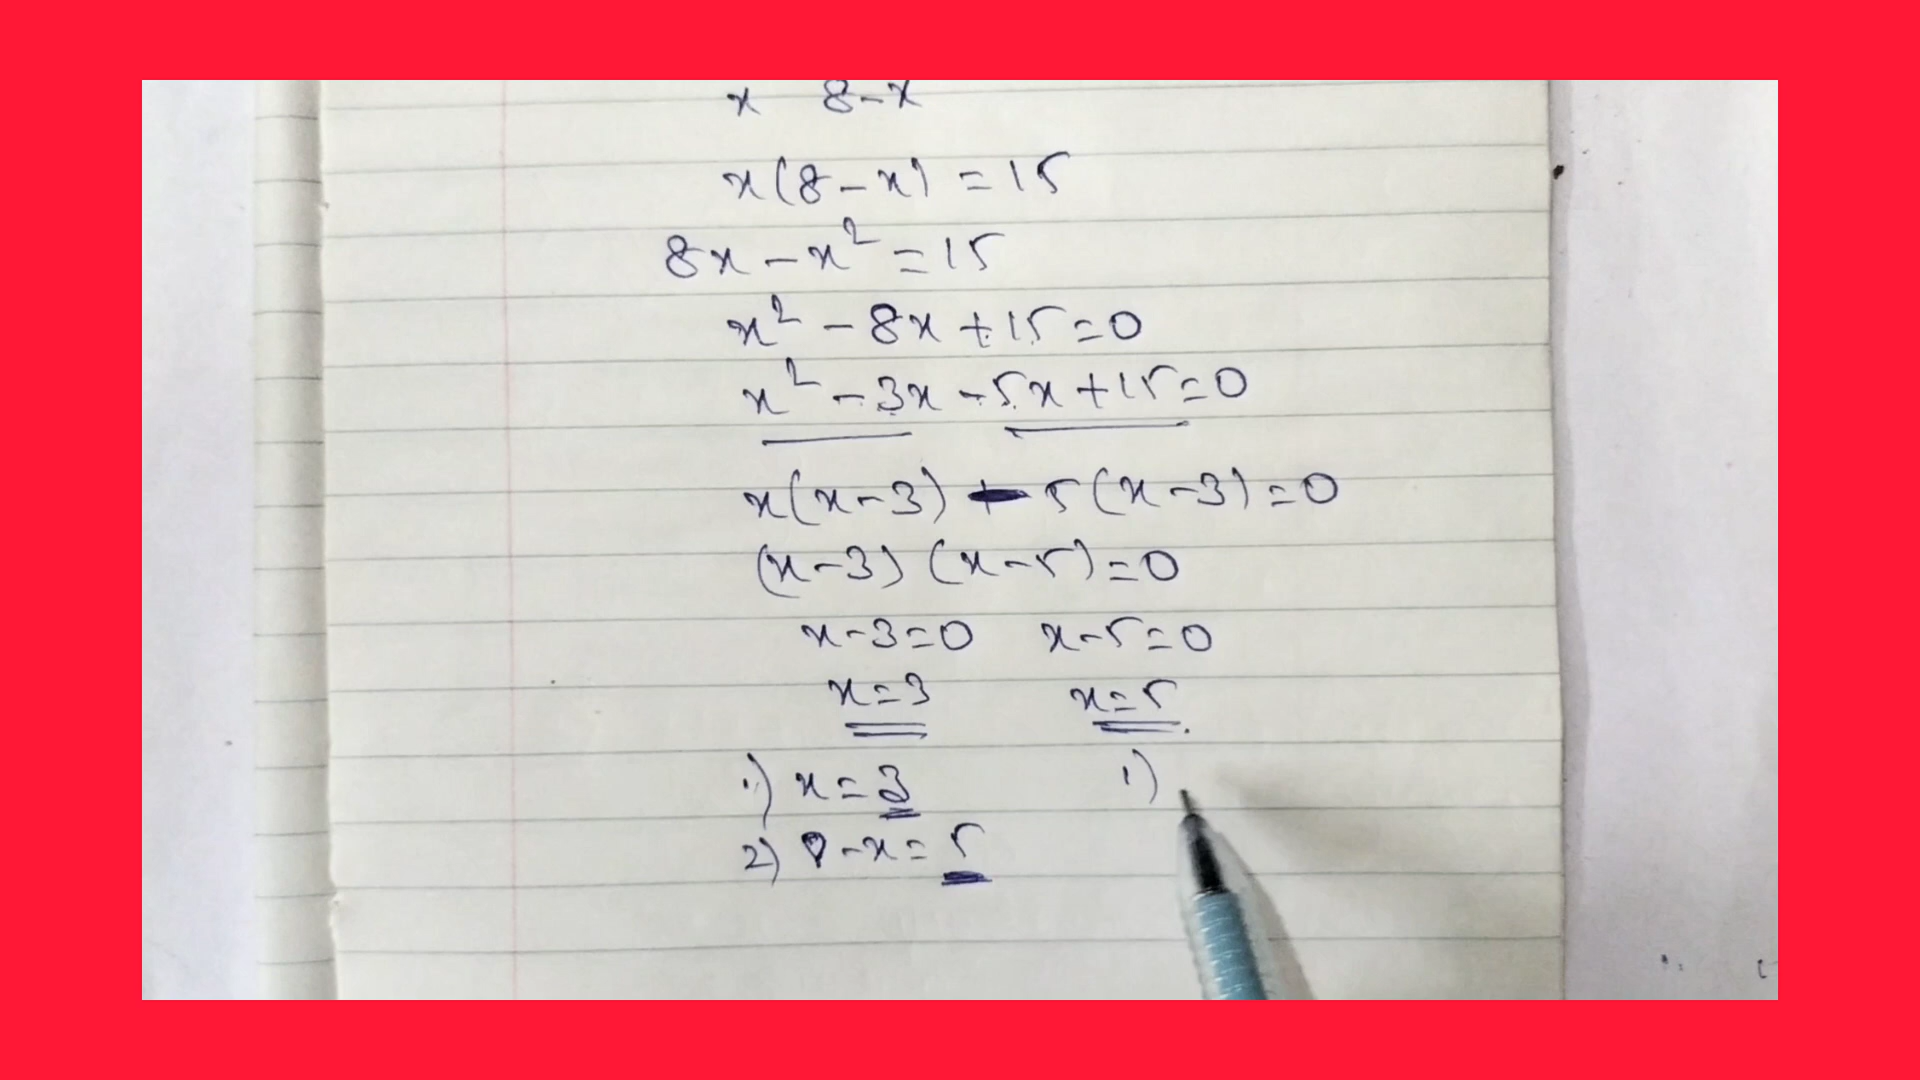 x 8-x
x(8-x) = 15
8x-x² = 15
x² - 8x + 15 = 0
x² - 3x - 5x + 15 = 0
x(x-3) - 5(x-3) = 0
(x-3) (x-5) = 0
x-3=0 x-5=0
x=3 x=5
1) x = 3 1)
2) 8-x = 5